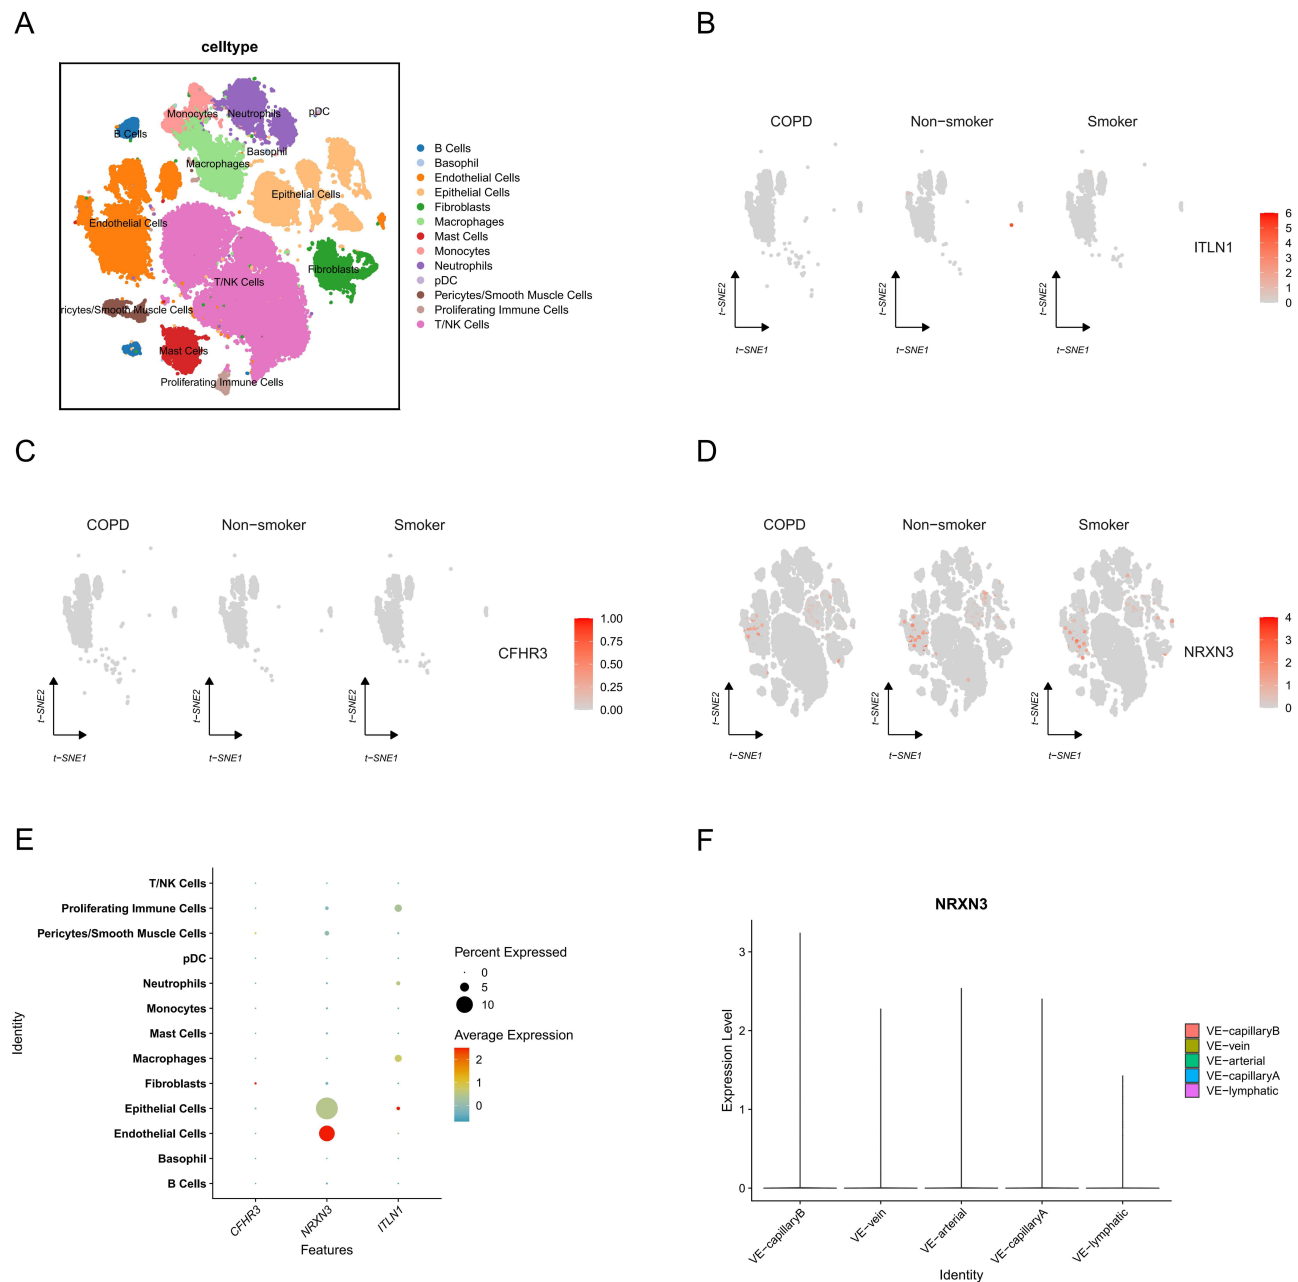 A
celltype
Monocytes
Neutrophils
pDC
B Cells
Basophil
Macrophages
Epithelial Cells
Endothelial Cells
Fibroblasts
T/NK Cells
ricytes/Smooth Muscle Cells
Mast Cells
Proliferating Immune Cells
B Cells
Basophil
Endothelial Cells
Epithelial Cells
Fibroblasts
Macrophages
Mast Cells
Monocytes
Neutrophils
pDC
Pericytes/Smooth Muscle Cells
Proliferating Immune Cells
T/NK Cells
B
COPD
Non−smoker
Smoker
t−SNE2
t−SNE1
t−SNE2
t−SNE1
t−SNE2
t−SNE1
ITLN1
6
5
4
3
2
1
0
C
COPD
Non−smoker
Smoker
t−SNE2
t−SNE1
t−SNE2
t−SNE1
t−SNE2
t−SNE1
1.00
0.75
0.50
0.25
0.00
CFHR3
D
COPD
Non−smoker
Smoker
t−SNE2
t−SNE1
t−SNE2
t−SNE1
t−SNE2
t−SNE1
NRXN3
4
3
2
1
0
E
Identity
T/NK Cells
Proliferating Immune Cells
Pericytes/Smooth Muscle Cells
pDC
Neutrophils
Monocytes
Mast Cells
Macrophages
Fibroblasts
Epithelial Cells
Endothelial Cells
Basophil
B Cells
CFHR3
NRXN3
ITLN1
Features
Percent Expressed
0
5
10
Average Expression
2
1
0
F
NRXN3
Expression Level
3
2
1
0
VE−capillaryB
VE−vein
VE−arterial
VE−capillaryA
VE−lymphatic
Identity
VE−capillaryB
VE−vein
VE−arterial
VE−capillaryA
VE−lymphatic